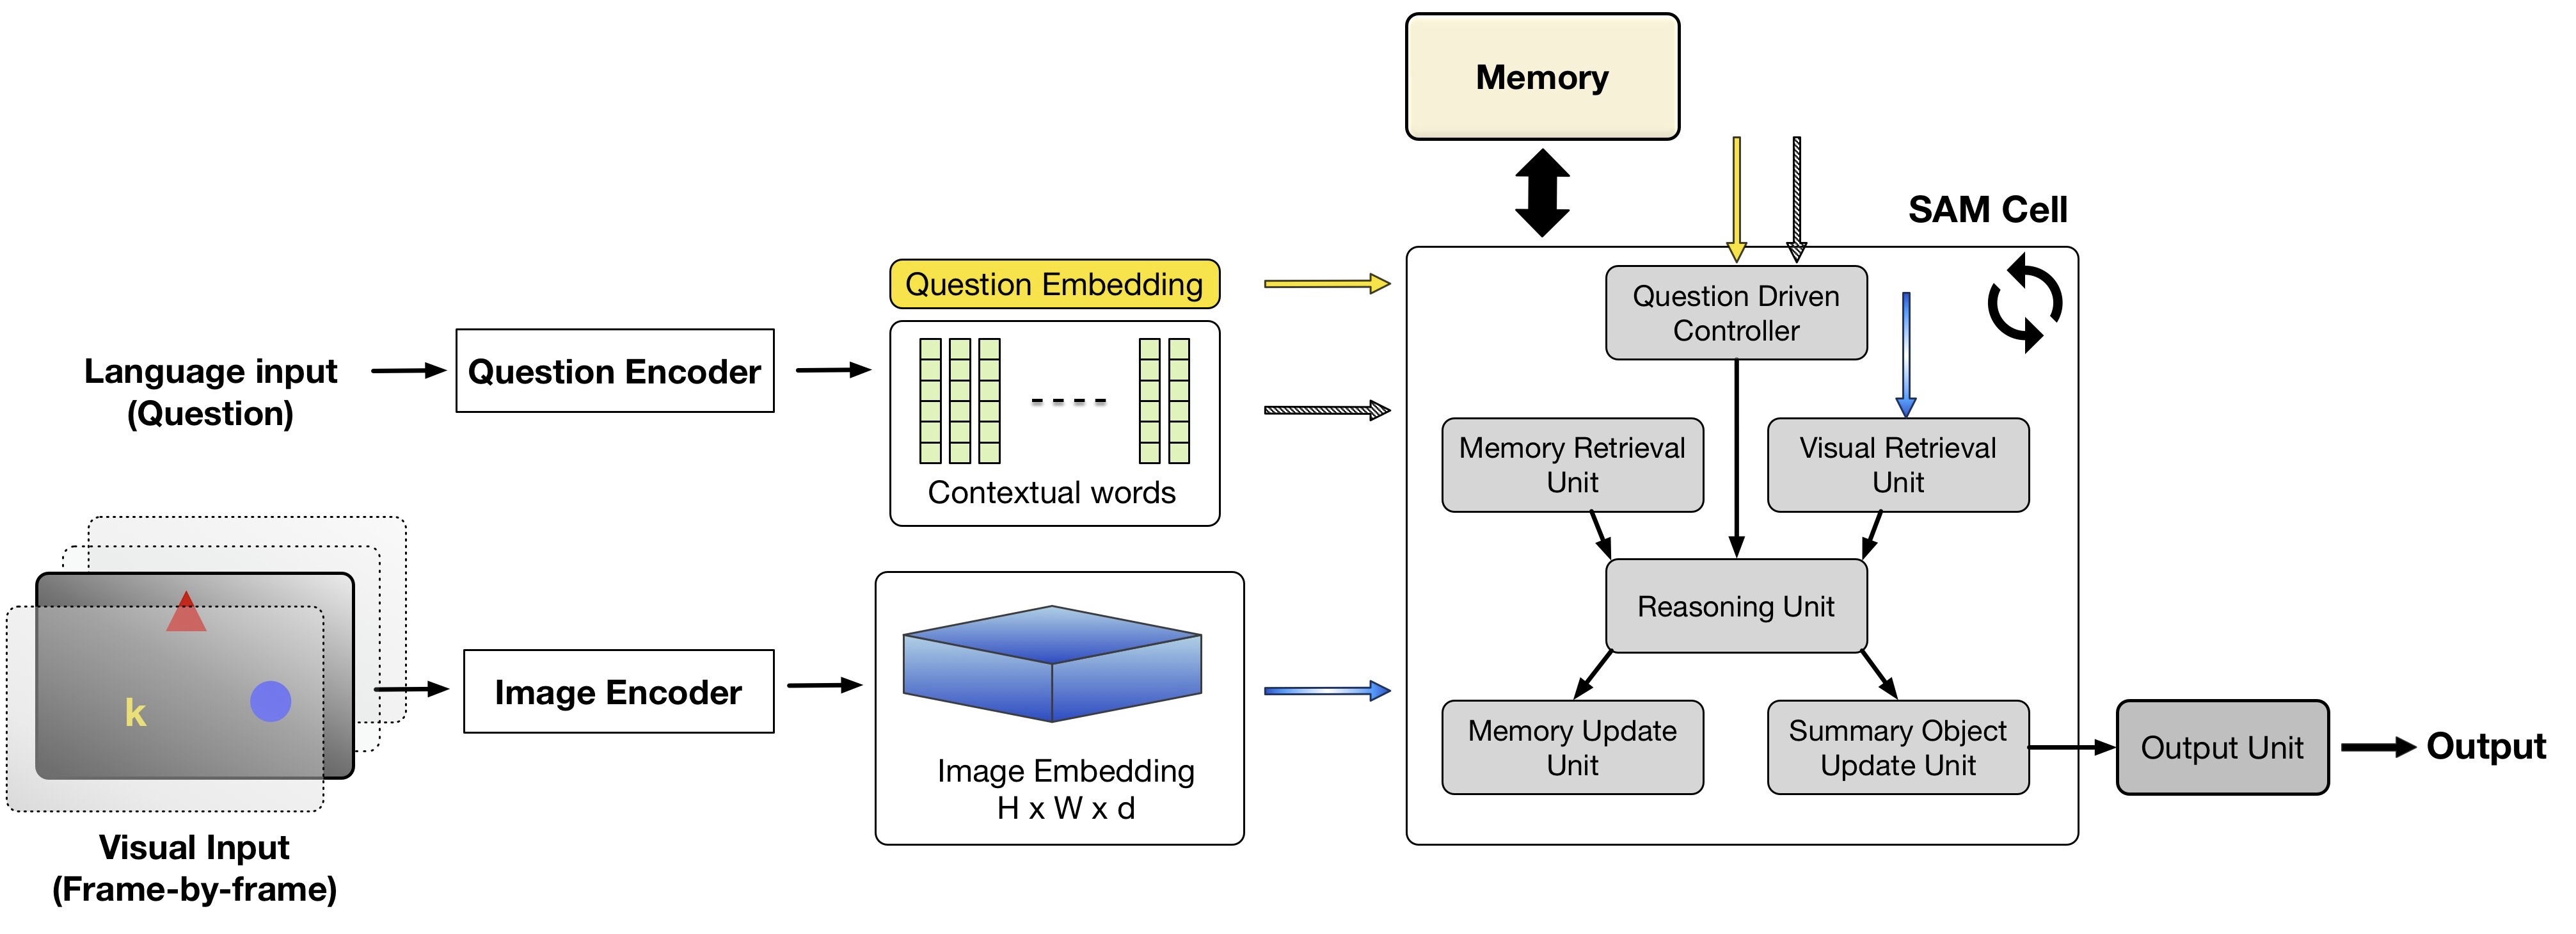 Memory
SAM Cell
Language input
(Question)
Question Encoder
Question Embedding
Contextual words
k
Visual Input
(Frame-by-frame)
Image Encoder
Image Embedding
H x W x d
Question Driven
Controller
Memory Retrieval
Unit
Visual Retrieval
Unit
Reasoning Unit
Memory Update
Unit
Summary Object
Update Unit
Output Unit
Output